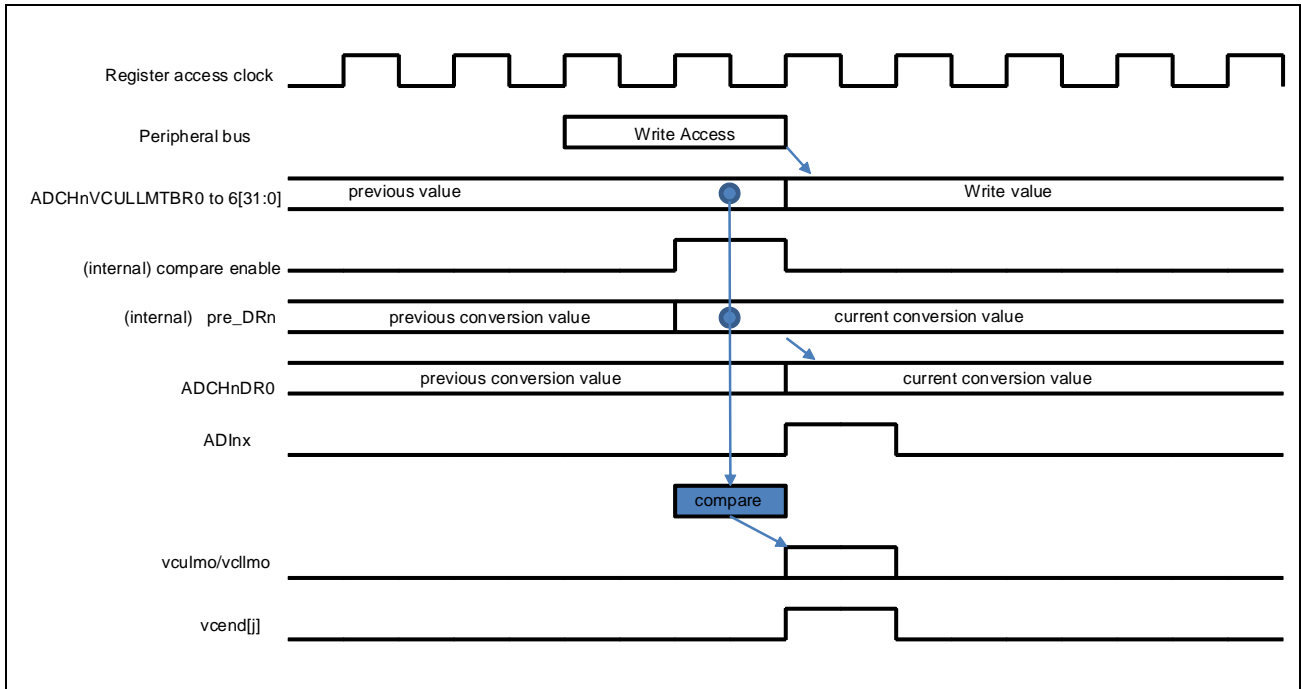 Register access clock
Peripheral bus
Write Access
ADCHnVCULLMTBR0 to 6[31:0]
previous value
Write value
(internal) compare enable
(internal) pre_DRn
previous conversion value
current conversion value
ADCHnDR0
previous conversion value
current conversion value
ADInx
compare
vculmo/vcllmo
vcend[j]